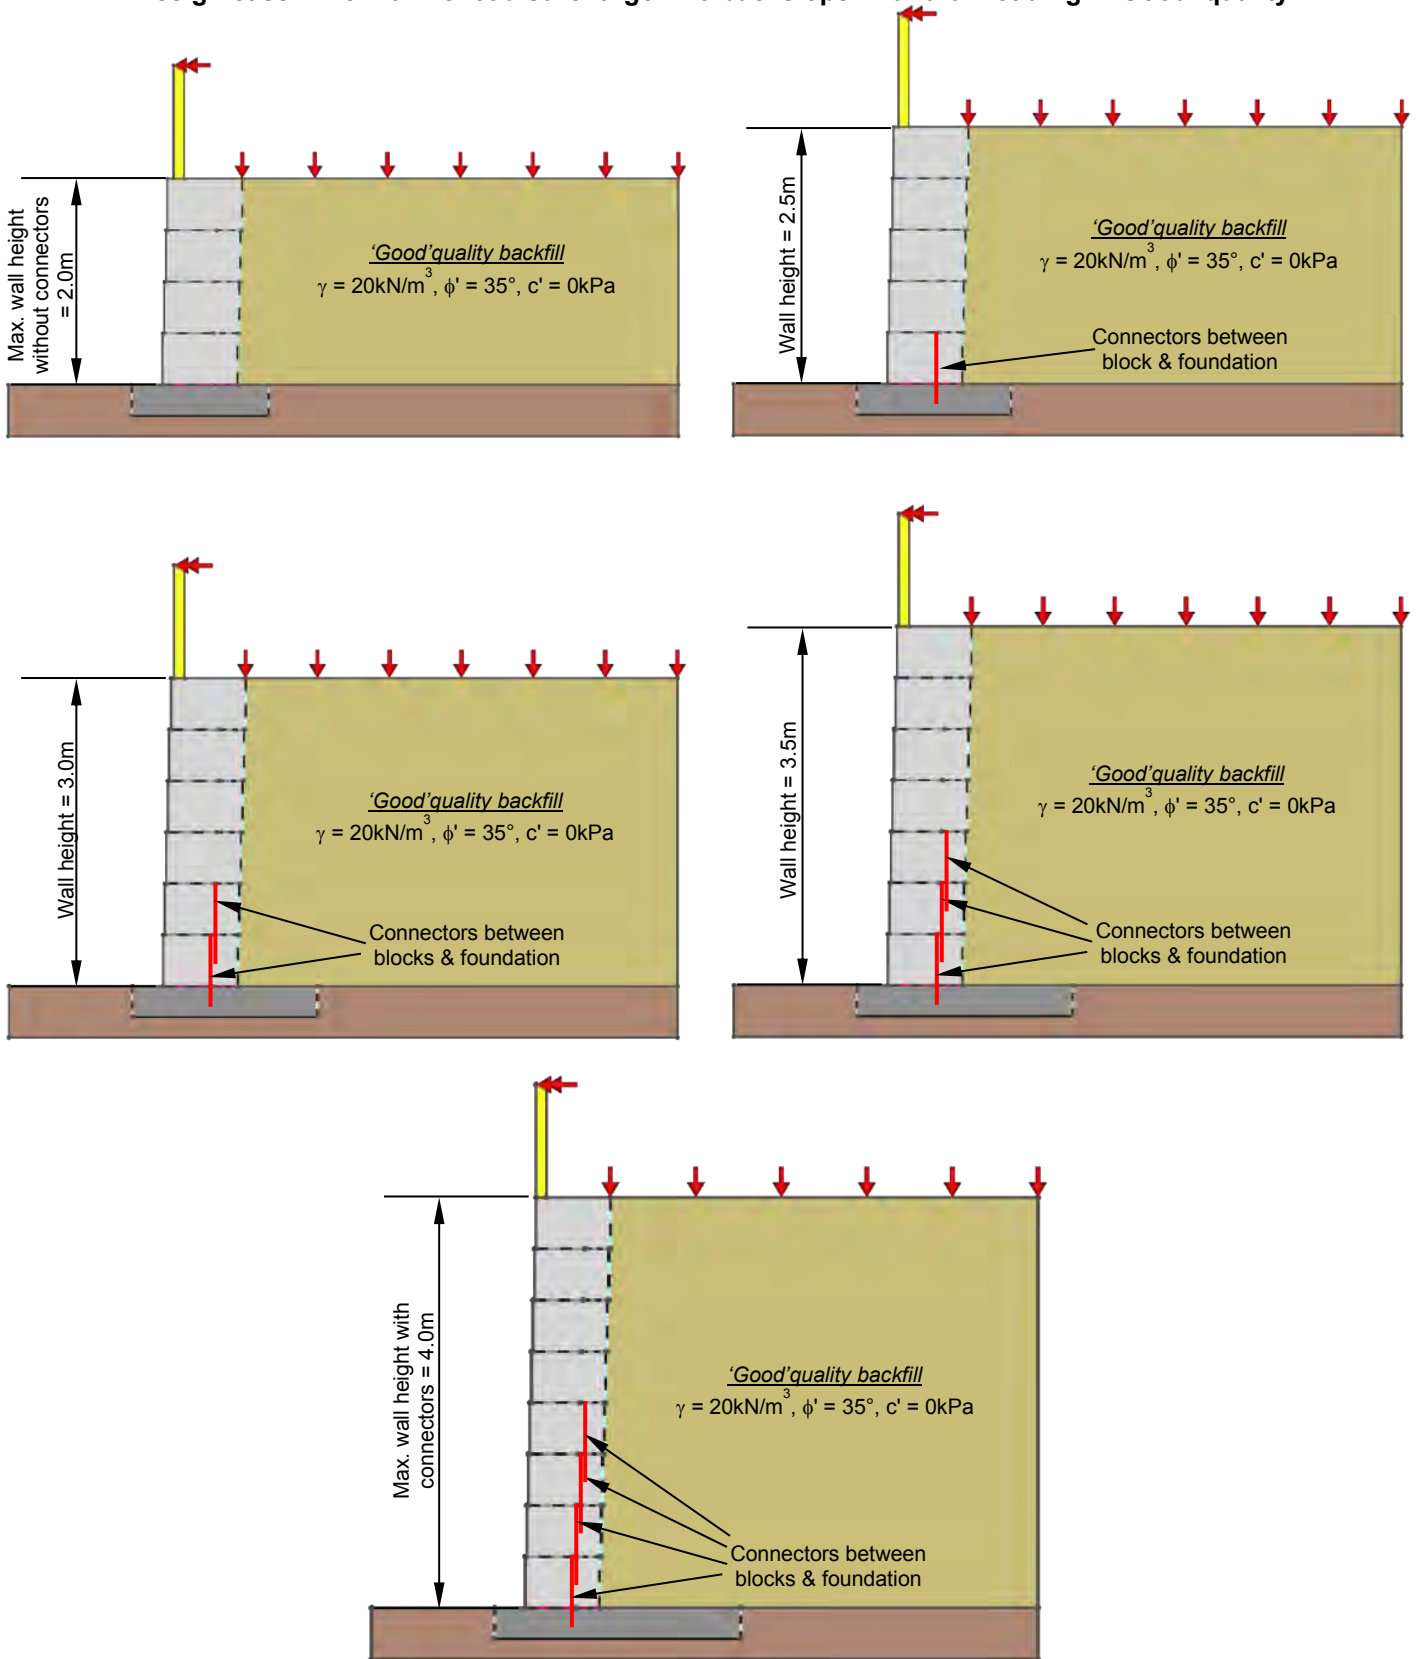 Max. wall height
without connectors
= 2.0m
'Good'quality backfill
γ = 20kN/m³, ϕ' = 35°, c' = 0kPa
Wall height = 2.5m
'Good'quality backfill
γ = 20kN/m³, ϕ' = 35°, c' = 0kPa
Connectors between
block & foundation
Wall height = 3.0m
'Good'quality backfill
γ = 20kN/m³, ϕ' = 35°, c' = 0kPa
Connectors between
blocks & foundation
Wall height = 3.5m
'Good'quality backfill
γ = 20kN/m³, ϕ' = 35°, c' = 0kPa
Connectors between
blocks & foundation
Max. wall height with
connectors = 4.0m
'Good'quality backfill
γ = 20kN/m³, ϕ' = 35°, c' = 0kPa
Connectors between
blocks & foundation